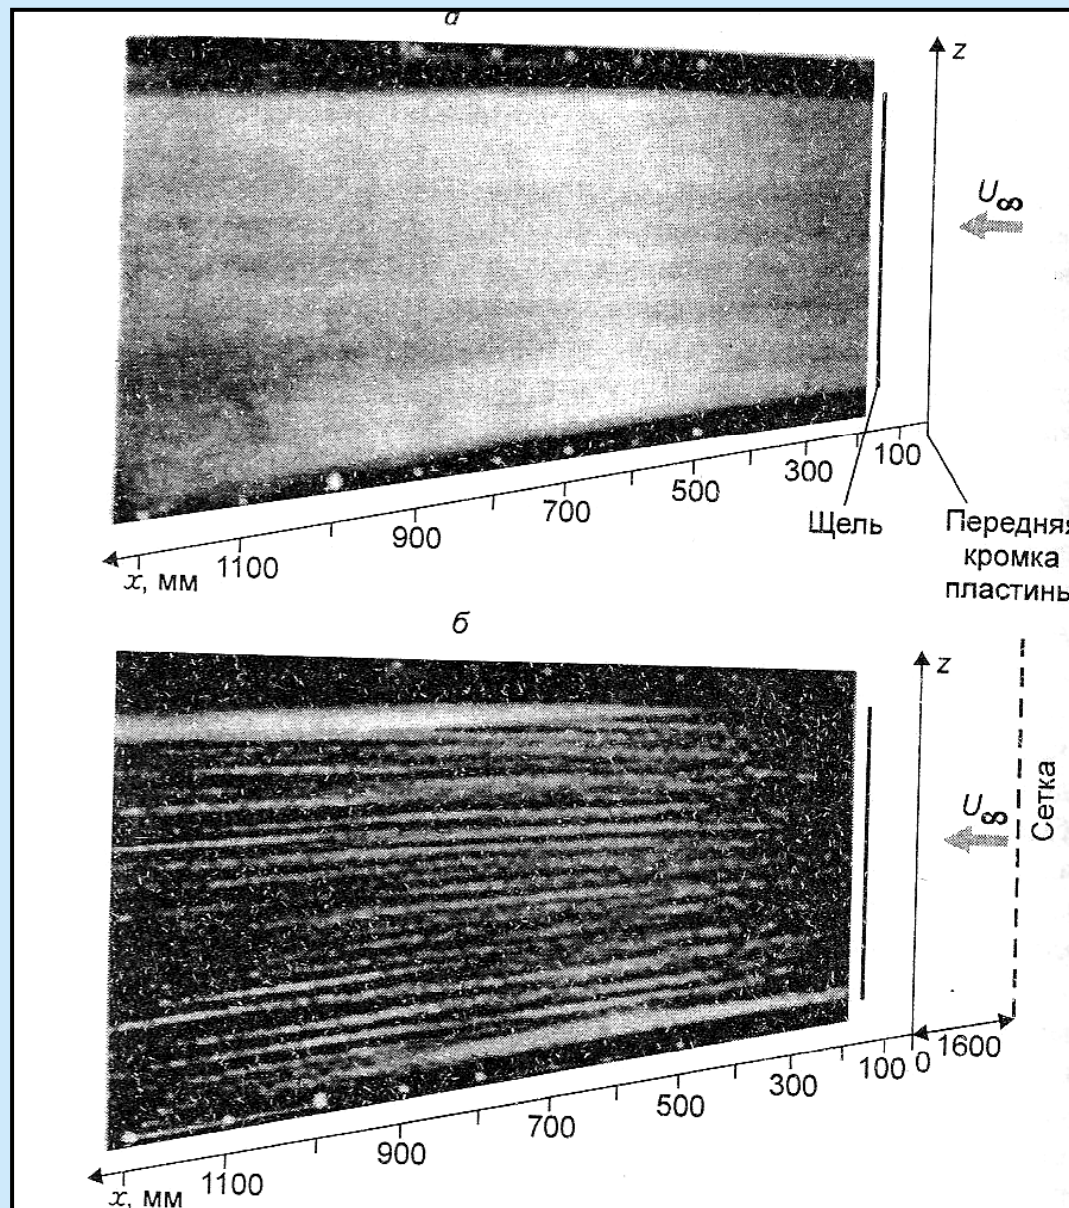 а
z
U∞
100
300
500
700
900
1100
x, мм
Щель
Передняя
кромка
пластины
б
z
U∞
Сетка
1600
0
100
300
500
700
900
1100
x, мм